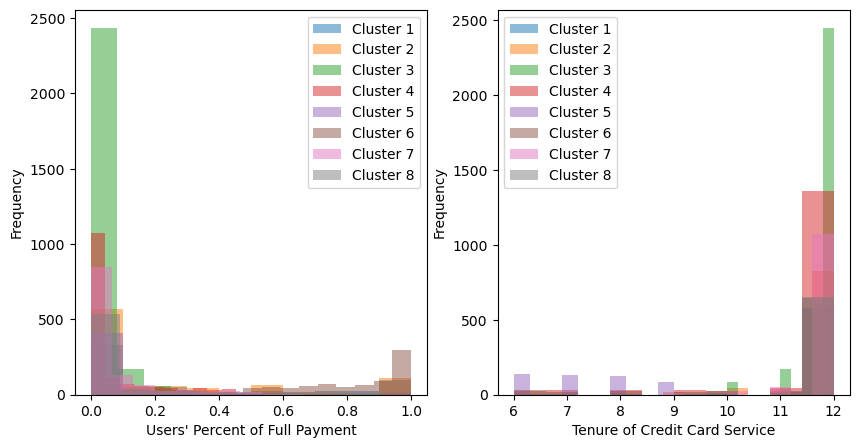 2500
2000
1500
1000
500
0
Frequency
0.0 0.2 0.4 0.6 0.8 1.0
Users' Percent of Full Payment
Cluster 1
Cluster 2
Cluster 3
Cluster 4
Cluster 5
Cluster 6
Cluster 7
Cluster 8
2500
2000
1500
1000
500
0
Frequency
6 7 8 9 10 11 12
Tenure of Credit Card Service
Cluster 1
Cluster 2
Cluster 3
Cluster 4
Cluster 5
Cluster 6
Cluster 7
Cluster 8